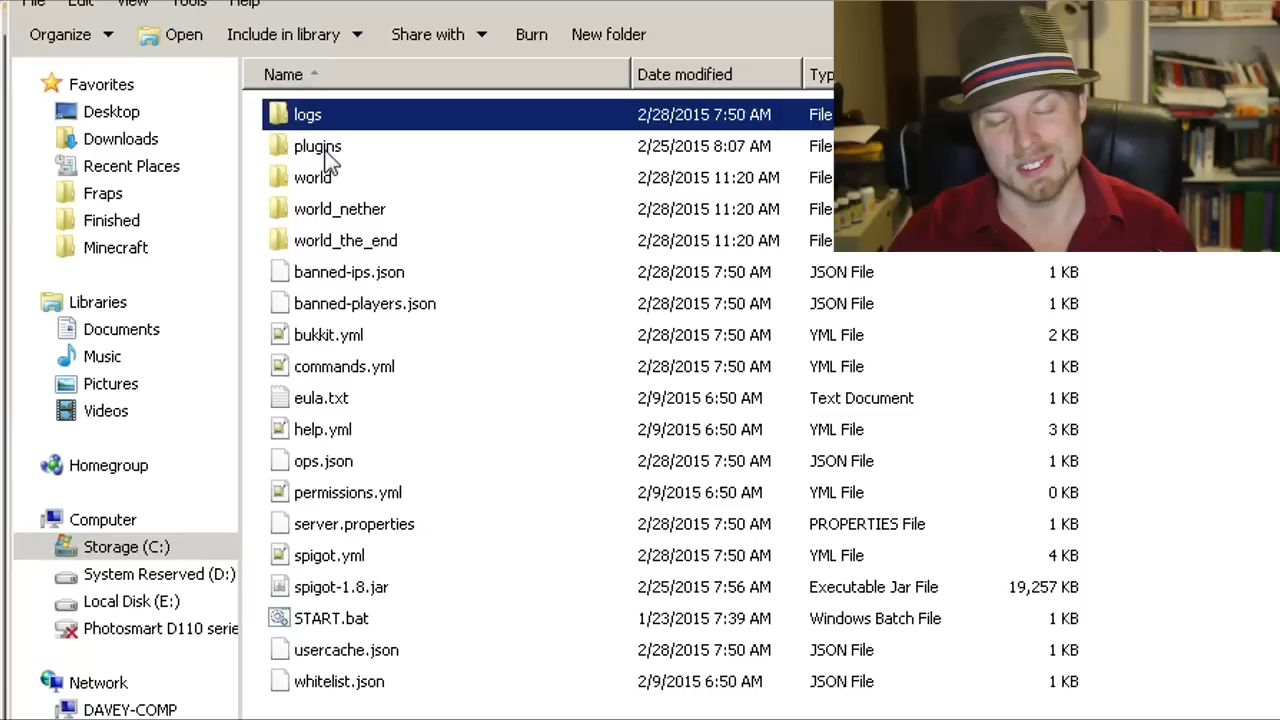 File Edit View Tools Help
Organize Open Include in library Share with Burn New folder
Name Date modified Typ
Favorites
Desktop
Downloads
Recent Places
Fraps
Finished
Minecraft
Libraries
Documents
Music
Pictures
Videos
Homegroup
Computer
Storage (C:)
System Reserved (D:)
Local Disk (E:)
Photosmart D110 serie
Network
DAVEY-COMP
logs 2/28/2015 7:50 AM File
plugins 2/25/2015 8:07 AM File
world 2/28/2015 11:20 AM File
world_nether 2/28/2015 11:20 AM File
world_the_end 2/28/2015 11:20 AM File
banned-ips.json 2/28/2015 7:50 AM JSON File 1 KB
banned-players.json 2/28/2015 7:50 AM JSON File 1 KB
bukkit.yml 2/28/2015 7:50 AM YML File 2 KB
commands.yml 2/28/2015 7:50 AM YML File 1 KB
eula.txt 2/9/2015 6:50 AM Text Document 1 KB
help.yml 2/9/2015 6:50 AM YML File 3 KB
ops.json 2/28/2015 7:50 AM JSON File 1 KB
permissions.yml 2/9/2015 6:50 AM YML File 0 KB
server.properties 2/28/2015 7:50 AM PROPERTIES File 1 KB
spigot.yml 2/28/2015 7:50 AM YML File 4 KB
spigot-1.8.jar 2/25/2015 7:56 AM Executable Jar File 19,257 KB
START.bat 1/23/2015 7:39 AM Windows Batch File 1 KB
usercache.json 2/28/2015 7:50 AM JSON File 1 KB
whitelist.json 2/9/2015 6:50 AM JSON File 1 KB